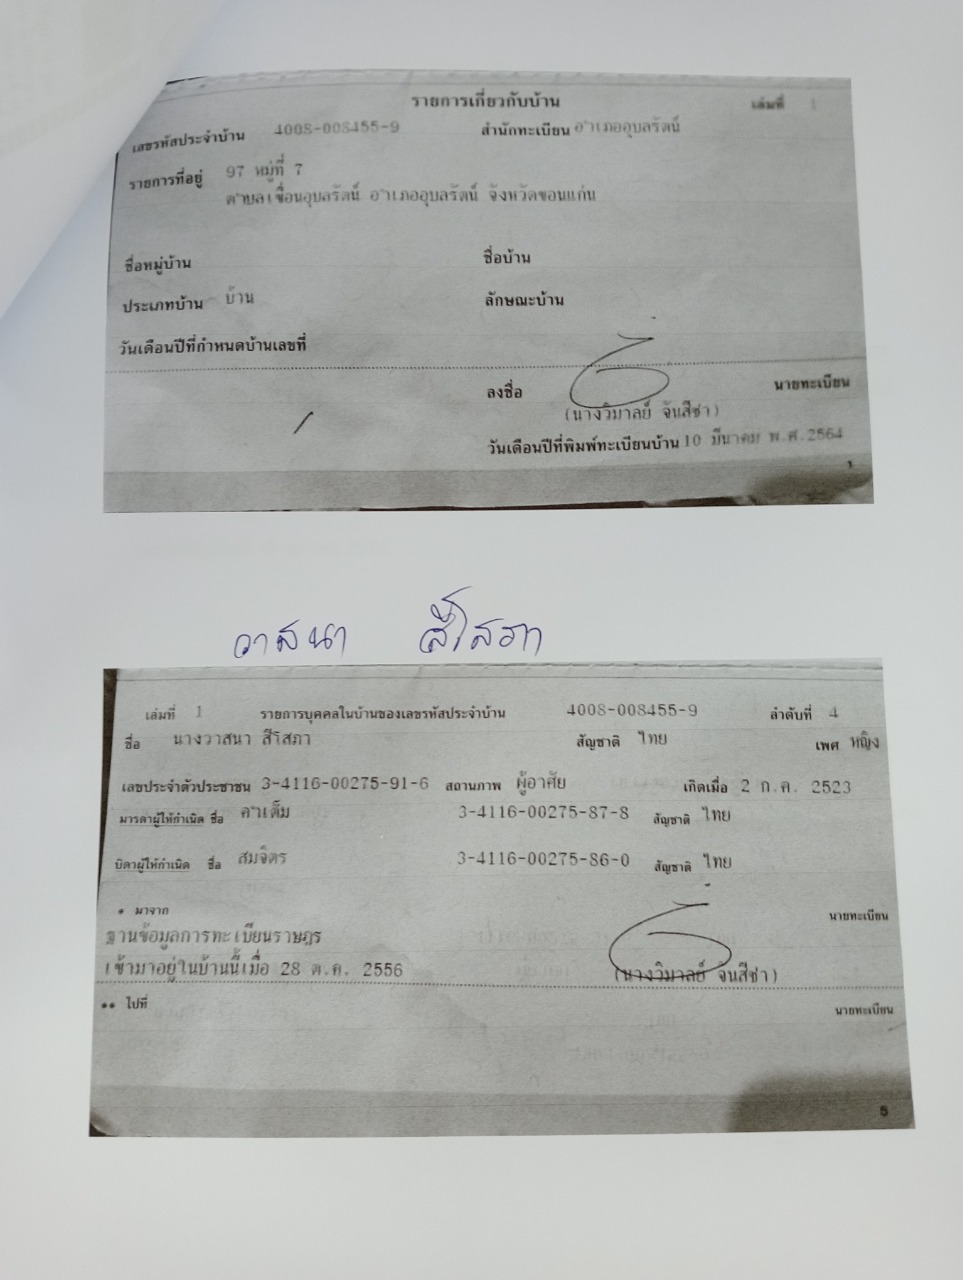 รายการเกี่ยวกับบ้าน เล่มที่ 1
เลขรหัสประจำบ้าน 4008-008455-9 สำนักทะเบียน อำเภออุบลรัตน์
รายการที่อยู่ 97 หมู่ที่ 7
ตำบลเขื่อนอุบลรัตน์ อำเภออุบลรัตน์ จังหวัดขอนแก่น
ชื่อหมู่บ้าน ชื่อบ้าน
ประเภทบ้าน บ้าน ลักษณะบ้าน
วันเดือนปีที่กำหนดบ้านเลขที่
ลงชื่อ นายทะเบียน
(นางวิมาลย์ จันสีชา)
วันเดือนปีที่พิมพ์ทะเบียนบ้าน 10 มีนาคม พ.ศ.2564
1
วาสนา สีโสภา
เล่มที่ 1 รายการบุคคลในบ้านของเลขรหัสประจำบ้าน 4008-008455-9 ลำดับที่ 4
ชื่อ นางวาสนา สีโสภา สัญชาติ ไทย เพศ หญิง
เลขประจำตัวประชาชน 3-4116-00275-91-6 สถานภาพ ผู้อาศัย เกิดเมื่อ 2 ก.ค. 2523
มารดาผู้ให้กำเนิด ชื่อ คำเต็ม 3-4116-00275-87-8 สัญชาติ ไทย
บิดาผู้ให้กำเนิด ชื่อ สมจิตร 3-4116-00275-86-0 สัญชาติ ไทย
* มาจาก นายทะเบียน
ฐานข้อมูลการทะเบียนราษฎร
เข้ามาอยู่ในบ้านนี้เมื่อ 28 ต.ค. 2556 (นางวิมาลย์ จันสีชา)
** ไปที่ นายทะเบียน
5